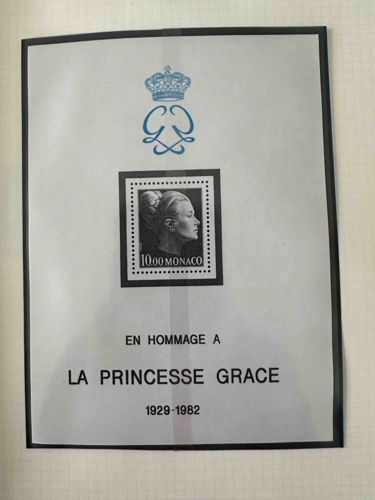 10.00 MONACO
EN HOMMAGE A
LA PRINCESSE GRACE
1929-1982